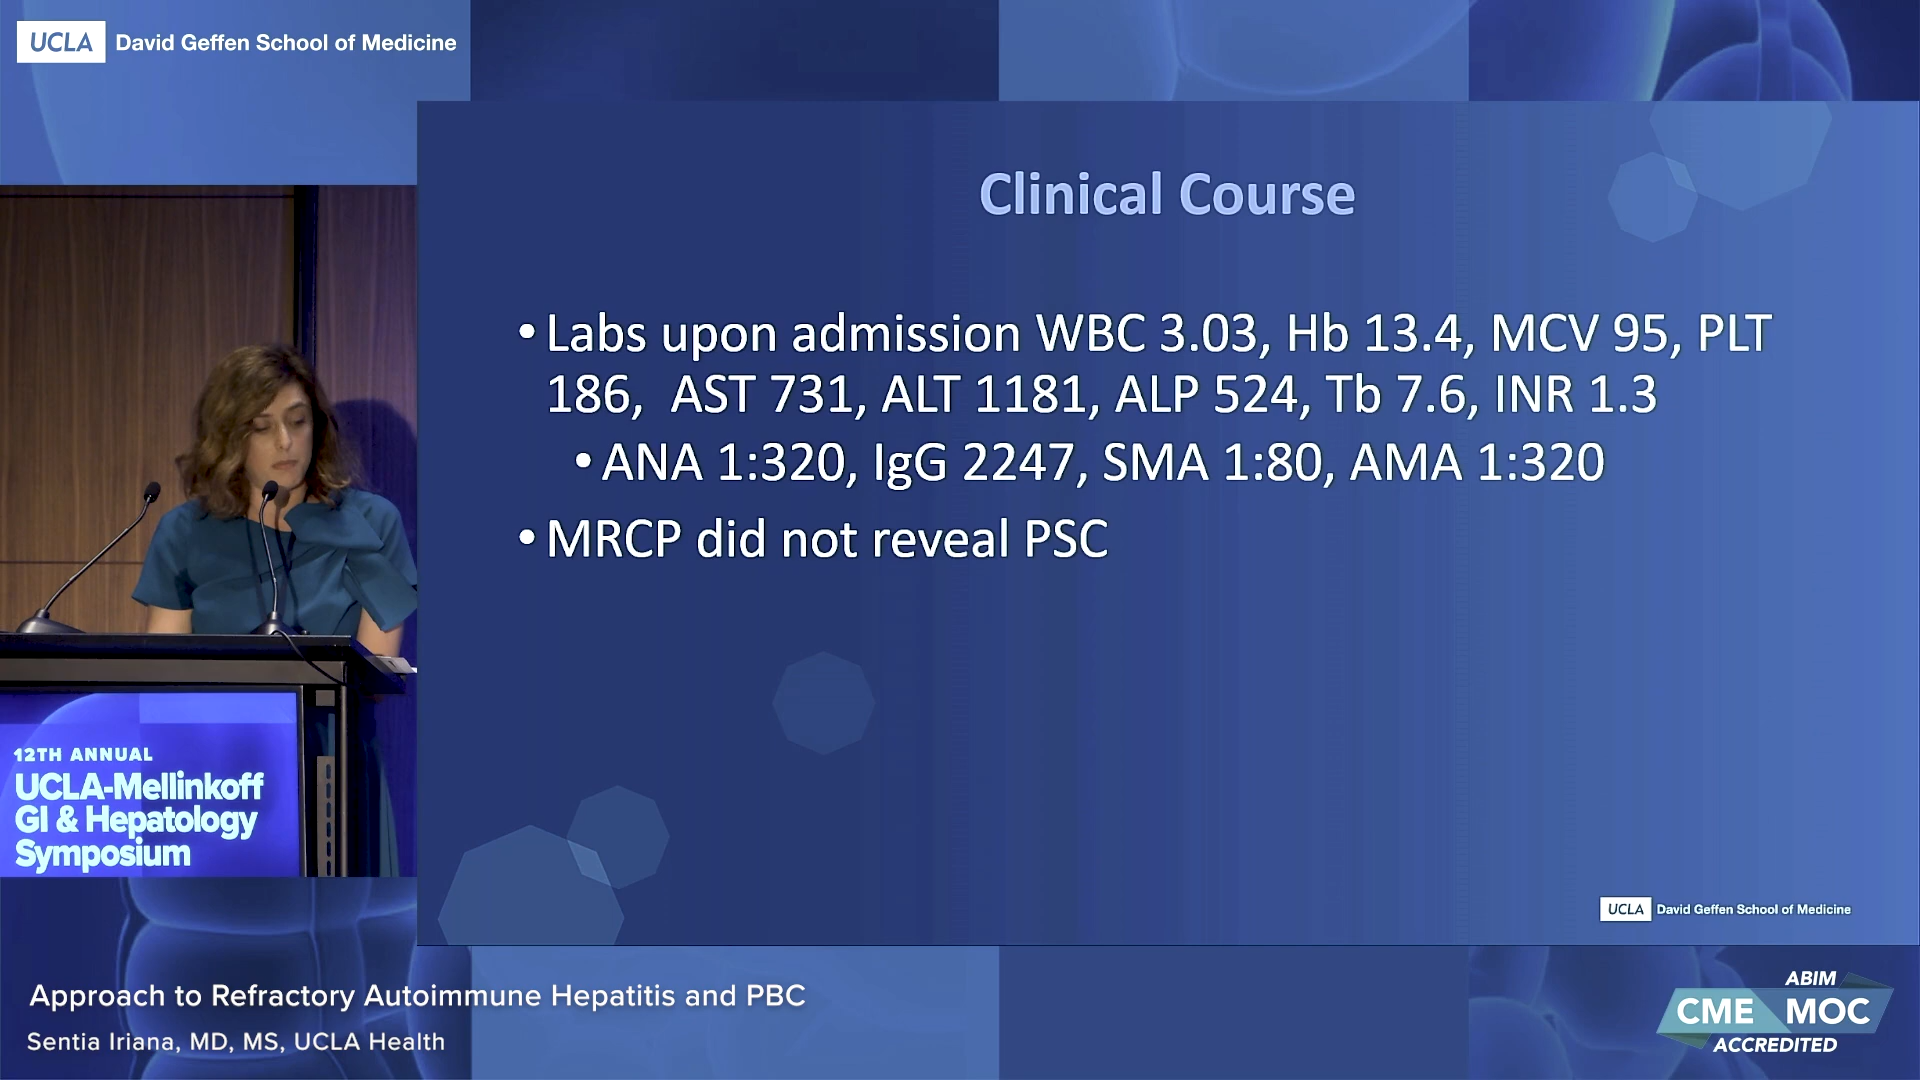 UCLA David Geffen School of Medicine
Clinical Course
• Labs upon admission WBC 3.03, Hb 13.4, MCV 95, PLT
186, AST 731, ALT 1181, ALP 524, Tb 7.6, INR 1.3
• ANA 1:320, IgG 2247, SMA 1:80, AMA 1:320
• MRCP did not reveal PSC
12TH ANNUAL
UCLA-Mellinkoff
GI & Hepatology
Symposium
UCLA David Geffen School of Medicine
Approach to Refractory Autoimmune Hepatitis and PBC
Sentia Iriana, MD, MS, UCLA Health
ABIM
CME MOC
ACCREDITED